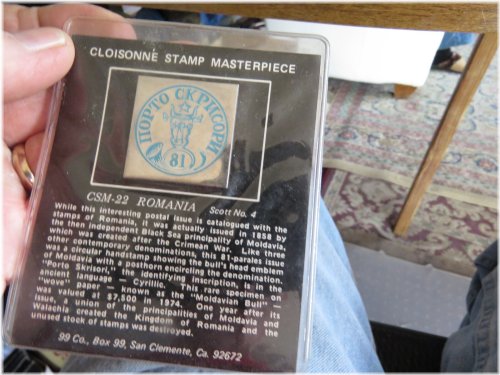 CLOISONNÉ STAMP MASTERPIECE
ПОРТО СКРИСОРИ
81
CSM-22 ROMANIA Scott No. 4
While this interesting postal issue is catalogued with the
stamps of Romania, it was actually issued in 1858 by
the then independent Black Sea principality of Moldavia,
which was created after the Crimean War. Like three
other contemporary denominations, this 81-parales issue
is a circular handstamp showing the bull's head emblem
of Moldavia with a posthorn encircling the denomination.
"Porto Skrisori," the identifying inscription, is in the
ancient language — Cyrillic. This rare specimen on
"wove" paper — known as the "Moldavian Bull" —
was valued at $7,500 in 1974. One year after its
issue, a union of the principalities of Moldavia and
Walachia created the Kingdom of Romania and the
unused stock of stamps was destroyed.
99 Co., Box 99, San Clemente, Ca. 92672